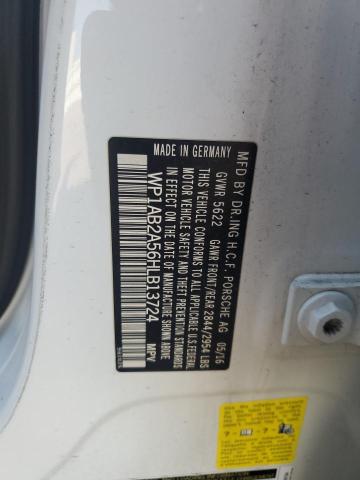 MFD BY DR.ING H.C.F. PORSCHE AG 05/16
GVWR 5622 GAWR FRONT/REAR 2844/2954 LBS
THIS VEHICLE CONFORMS TO ALL APPLICABLE U.S. FEDERAL
MOTOR VEHICLE SAFETY AND THEFT PREVENTION STANDARDS
IN EFFECT ON THE DATE OF MANUFACTURE SHOWN ABOVE.
WP1AB2A56HLB13724
MADE IN GERMANY
MPV